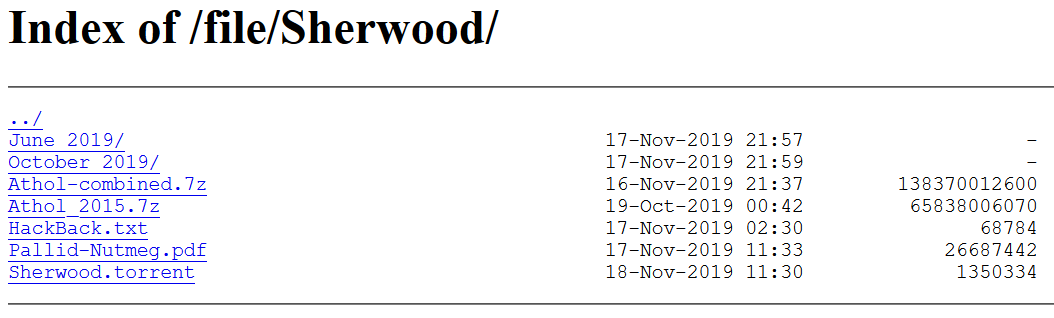 Index of /file/Sherwood/
../
June 2019/ 17-Nov-2019 21:57 -
October 2019/ 17-Nov-2019 21:59 -
Athol-combined.7z 16-Nov-2019 21:37 138370012600
Athol_2015.7z 19-Oct-2019 00:42 65838006070
HackBack.txt 17-Nov-2019 02:30 68784
Pallid-Nutmeg.pdf 17-Nov-2019 11:33 26687442
Sherwood.torrent 18-Nov-2019 11:30 1350334